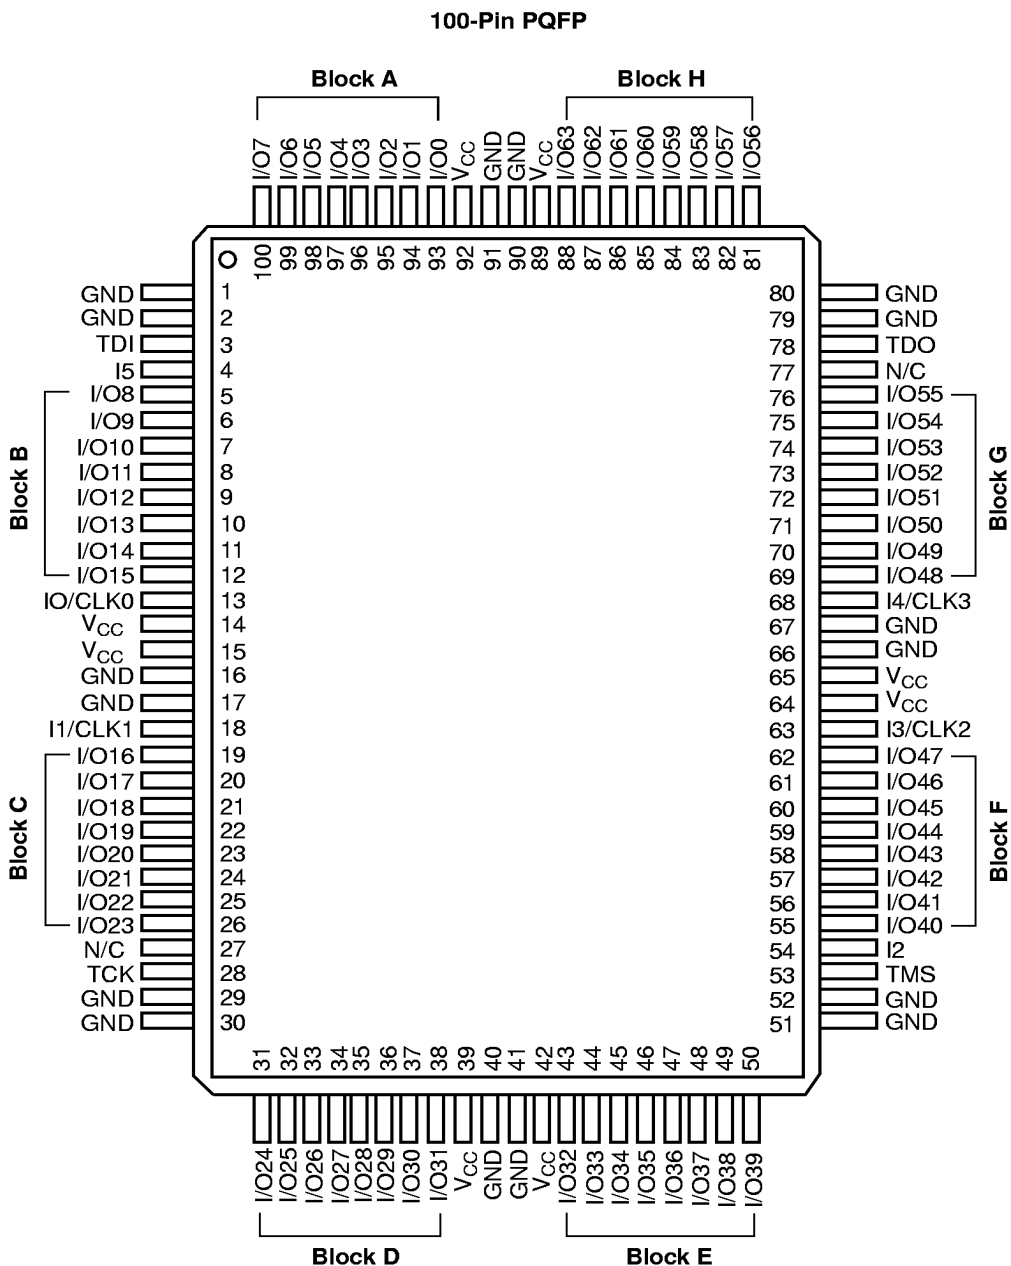 100-Pin PQFP
Block A
Block H
I/O7 I/O6 I/O5 I/O4 I/O3 I/O2 I/O1 I/O0 VCC GND GND VCC I/O63 I/O62 I/O61 I/O60 I/O59 I/O58 I/O57 I/O56
100 99 98 97 96 95 94 93 92 91 90 89 88 87 86 85 84 83 82 81
GND 1 80 GND
GND 2 79 GND
TDI 3 78 TDO
I5 4 77 N/C
I/O8 5 76 I/O55
I/O9 6 75 I/O54
I/O10 7 74 I/O53
I/O11 8 73 I/O52
I/O12 9 72 I/O51
I/O13 10 71 I/O50
I/O14 11 70 I/O49
I/O15 12 69 I/O48
Block B
Block G
IO/CLK0 13 68 I4/CLK3
VCC 14 67 GND
VCC 15 66 GND
GND 16 65 VCC
GND 17 64 VCC
I1/CLK1 18 63 I3/CLK2
I/O16 19 62 I/O47
I/O17 20 61 I/O46
I/O18 21 60 I/O45
I/O19 22 59 I/O44
I/O20 23 58 I/O43
I/O21 24 57 I/O42
I/O22 25 56 I/O41
I/O23 26 55 I/O40
Block C
Block F
N/C 27 54 I2
TCK 28 53 TMS
GND 29 52 GND
GND 30 51 GND
31 32 33 34 35 36 37 38 39 40 41 42 43 44 45 46 47 48 49 50
I/O24 I/O25 I/O26 I/O27 I/O28 I/O29 I/O30 I/O31 VCC GND GND VCC I/O32 I/O33 I/O34 I/O35 I/O36 I/O37 I/O38 I/O39
Block D
Block E